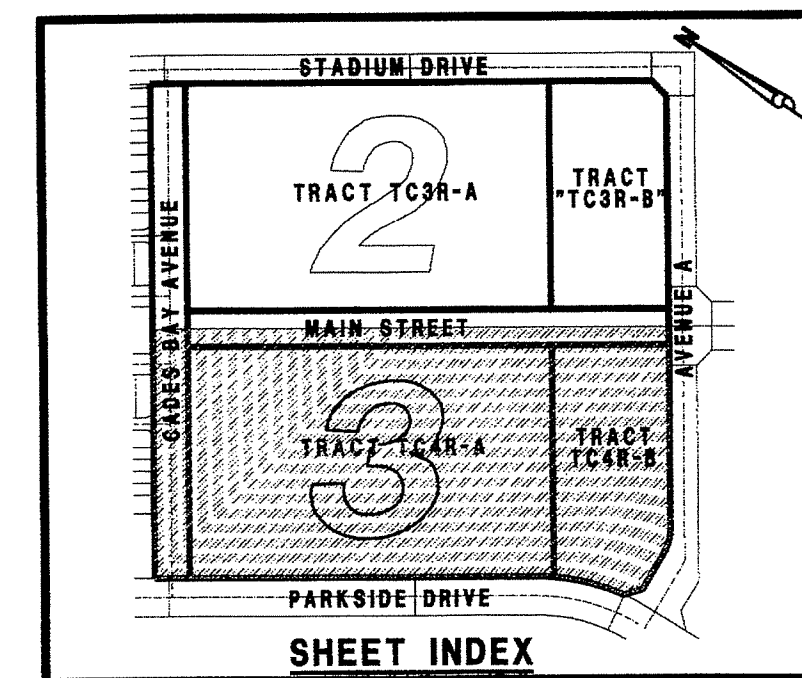 STADIUM DRIVE
N
2
TRACT TC3R-A
TRACT
"TC3R-B"
CADES BAY AVENUE
MAIN STREET
AVENUE A
3
TRACT TC4R-A
TRACT
TC4R-B
PARKSIDE DRIVE
SHEET INDEX